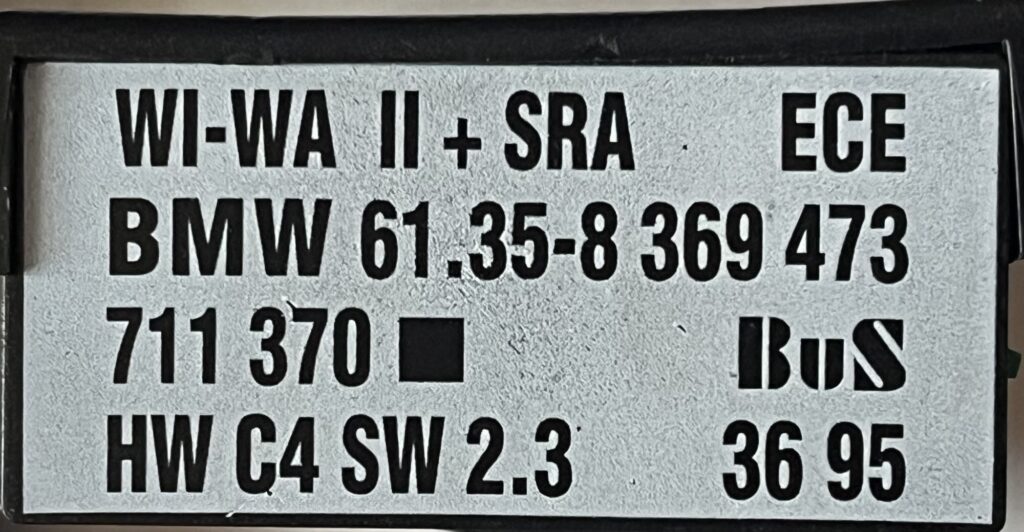 WI-WA II + SRA ECE
BMW 61.35-8 369 473
711 370 BuS
HW C4 SW 2.3 36 95